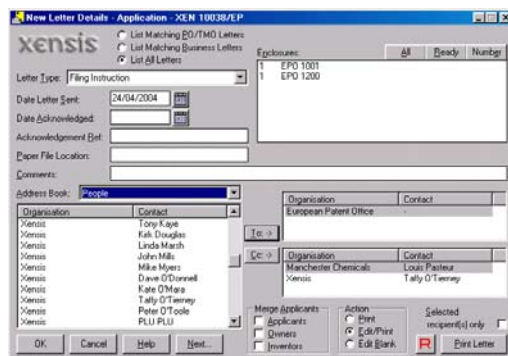 New Letter Details - Application - XEN 10038/EP
xensis
List Matching PO/TMO Letters
List Matching Business Letters
List All Letters
Letter Type: Filing Instruction
Date Letter Sent: 24/04/2004
Date Acknowledged:
Acknowledgement Ref:
Paper File Location:
Comments:
Enclosures: All Ready Number
1 EPO 1001
1 EPO 1200
Address Book: People
Organisation Contact
Xensis Tony Kaye
Xensis Kirk Douglas
Xensis Linda Marsh
Xensis John Mills
Xensis Mike Myers
Xensis Dave O'Donnell
Xensis Kate O'Mara
Xensis Taffy O'Tierney
Xensis Peter O'Toole
Xensis PLU PLU
To: ->
Organisation Contact
European Patent Office -
Cc: ->
Organisation Contact
Manchester Chemicals Louis Pasteur
Xensis Taffy O'Tierney
Merge Applicants
Applicants
Owners
Inventors
Action
Print
Edit/Print
Edit Blank
Selected
recipient(s) only
R Print Letter
OK Cancel Help Next...